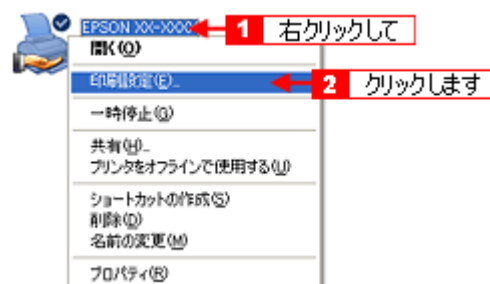 EPSON XX-XXXX
1 右クリックして
開く(O)
印刷設定(E)...
2 クリックします
一時停止(G)
共有(H)...
プリンタをオフラインで使用する(U)
ショートカットの作成(S)
削除(D)
名前の変更(M)
プロパティ(R)